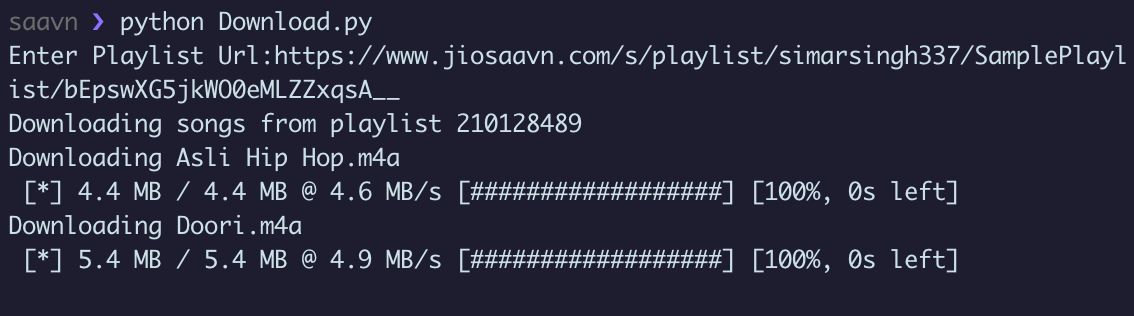 saavn ❯ python Download.py
Enter Playlist Url:https://www.jiosaavn.com/s/playlist/simarsingh337/SamplePlayl
ist/bEpswXG5jkWO0eMLZZxqsA__
Downloading songs from playlist 210128489
Downloading Asli Hip Hop.m4a
 [*] 4.4 MB / 4.4 MB @ 4.6 MB/s [##################] [100%, 0s left]
Downloading Doori.m4a
 [*] 5.4 MB / 5.4 MB @ 4.9 MB/s [##################] [100%, 0s left]